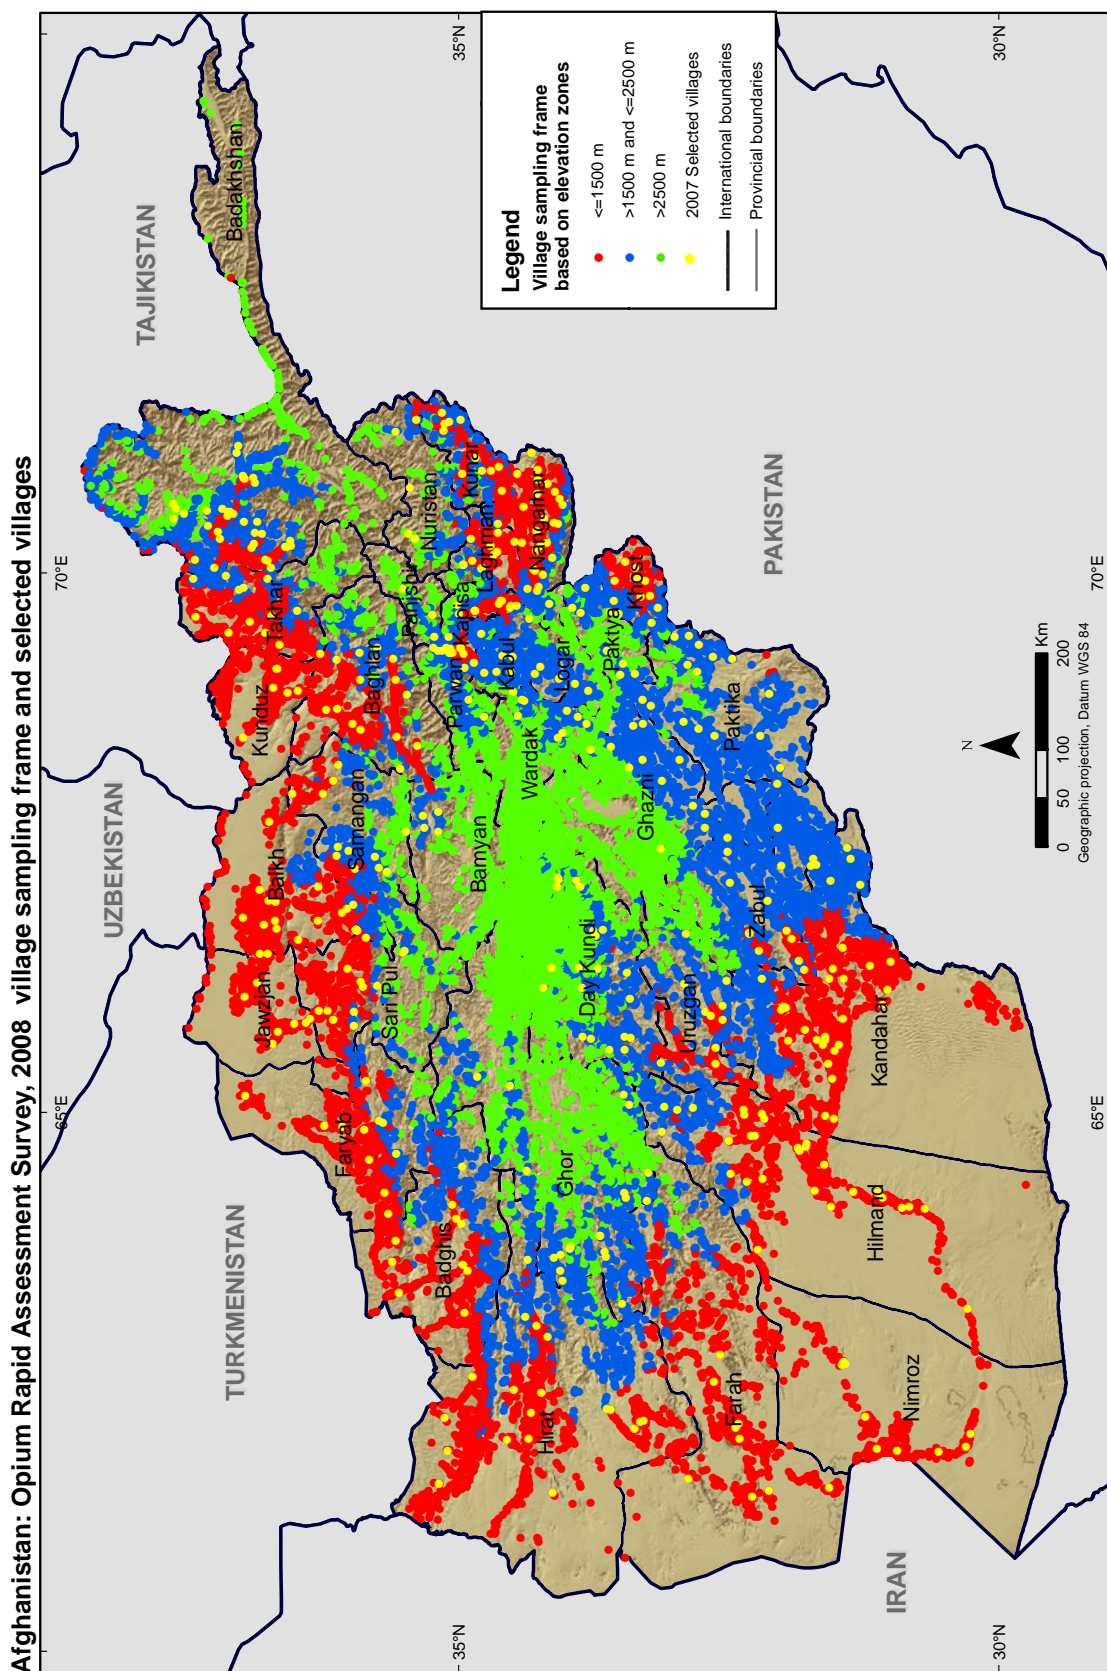 Afghanistan: Opium Rapid Assessment Survey, 2008 village sampling frame and selected villages
65°E
70°E
UZBEKISTAN
TAJIKISTAN
TURKMENISTAN
35°N
35°N
Jawzjan
Balkh
Kunduz
Takhar
Badakhshan
Faryab
Sari Pul
Samangan
Baghlan
Panjshir
Nuristan
Badghis
Bamyan
Parwan
Kapisa
Laghman
Kunar
Hirat
Ghor
Day Kundi
Wardak
Kabul
Logar
Nangarhar
Farah
Uruzgan
Ghazni
Paktya
Khost
Zabul
Paktika
Nimroz
Hilmand
Kandahar
IRAN
PAKISTAN
30°N
30°N
65°E
70°E
Legend
Village sampling frame
based on elevation zones
<=1500 m
>1500 m and <=2500 m
>2500 m
2007 Selected villages
International boundaries
Provincial boundaries
N
0 50 100 200
Km
Geographic projection, Datum WGS 84